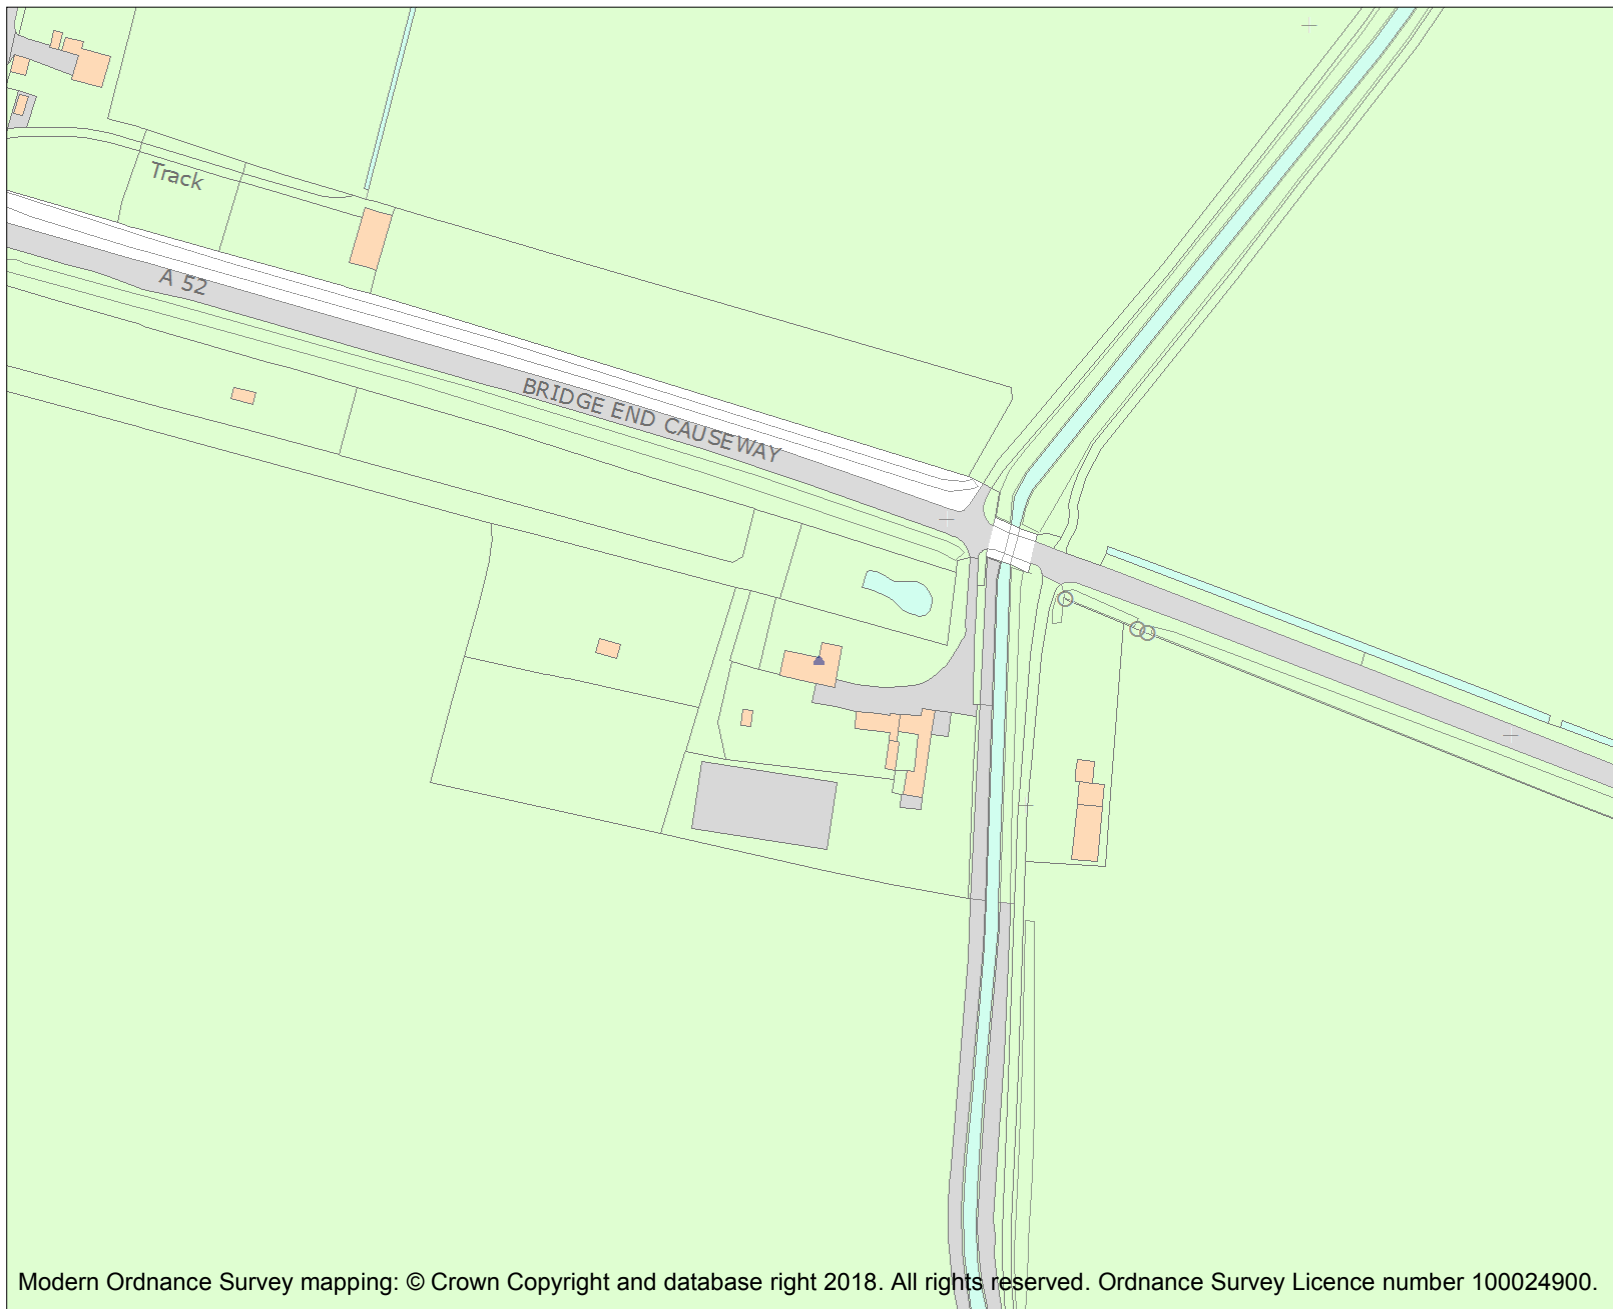 Track
A 52
BRIDGE END CAUSEWAY
Modern Ordnance Survey mapping: © Crown Copyright and database right 2018. All rights reserved. Ordnance Survey Licence number 100024900.